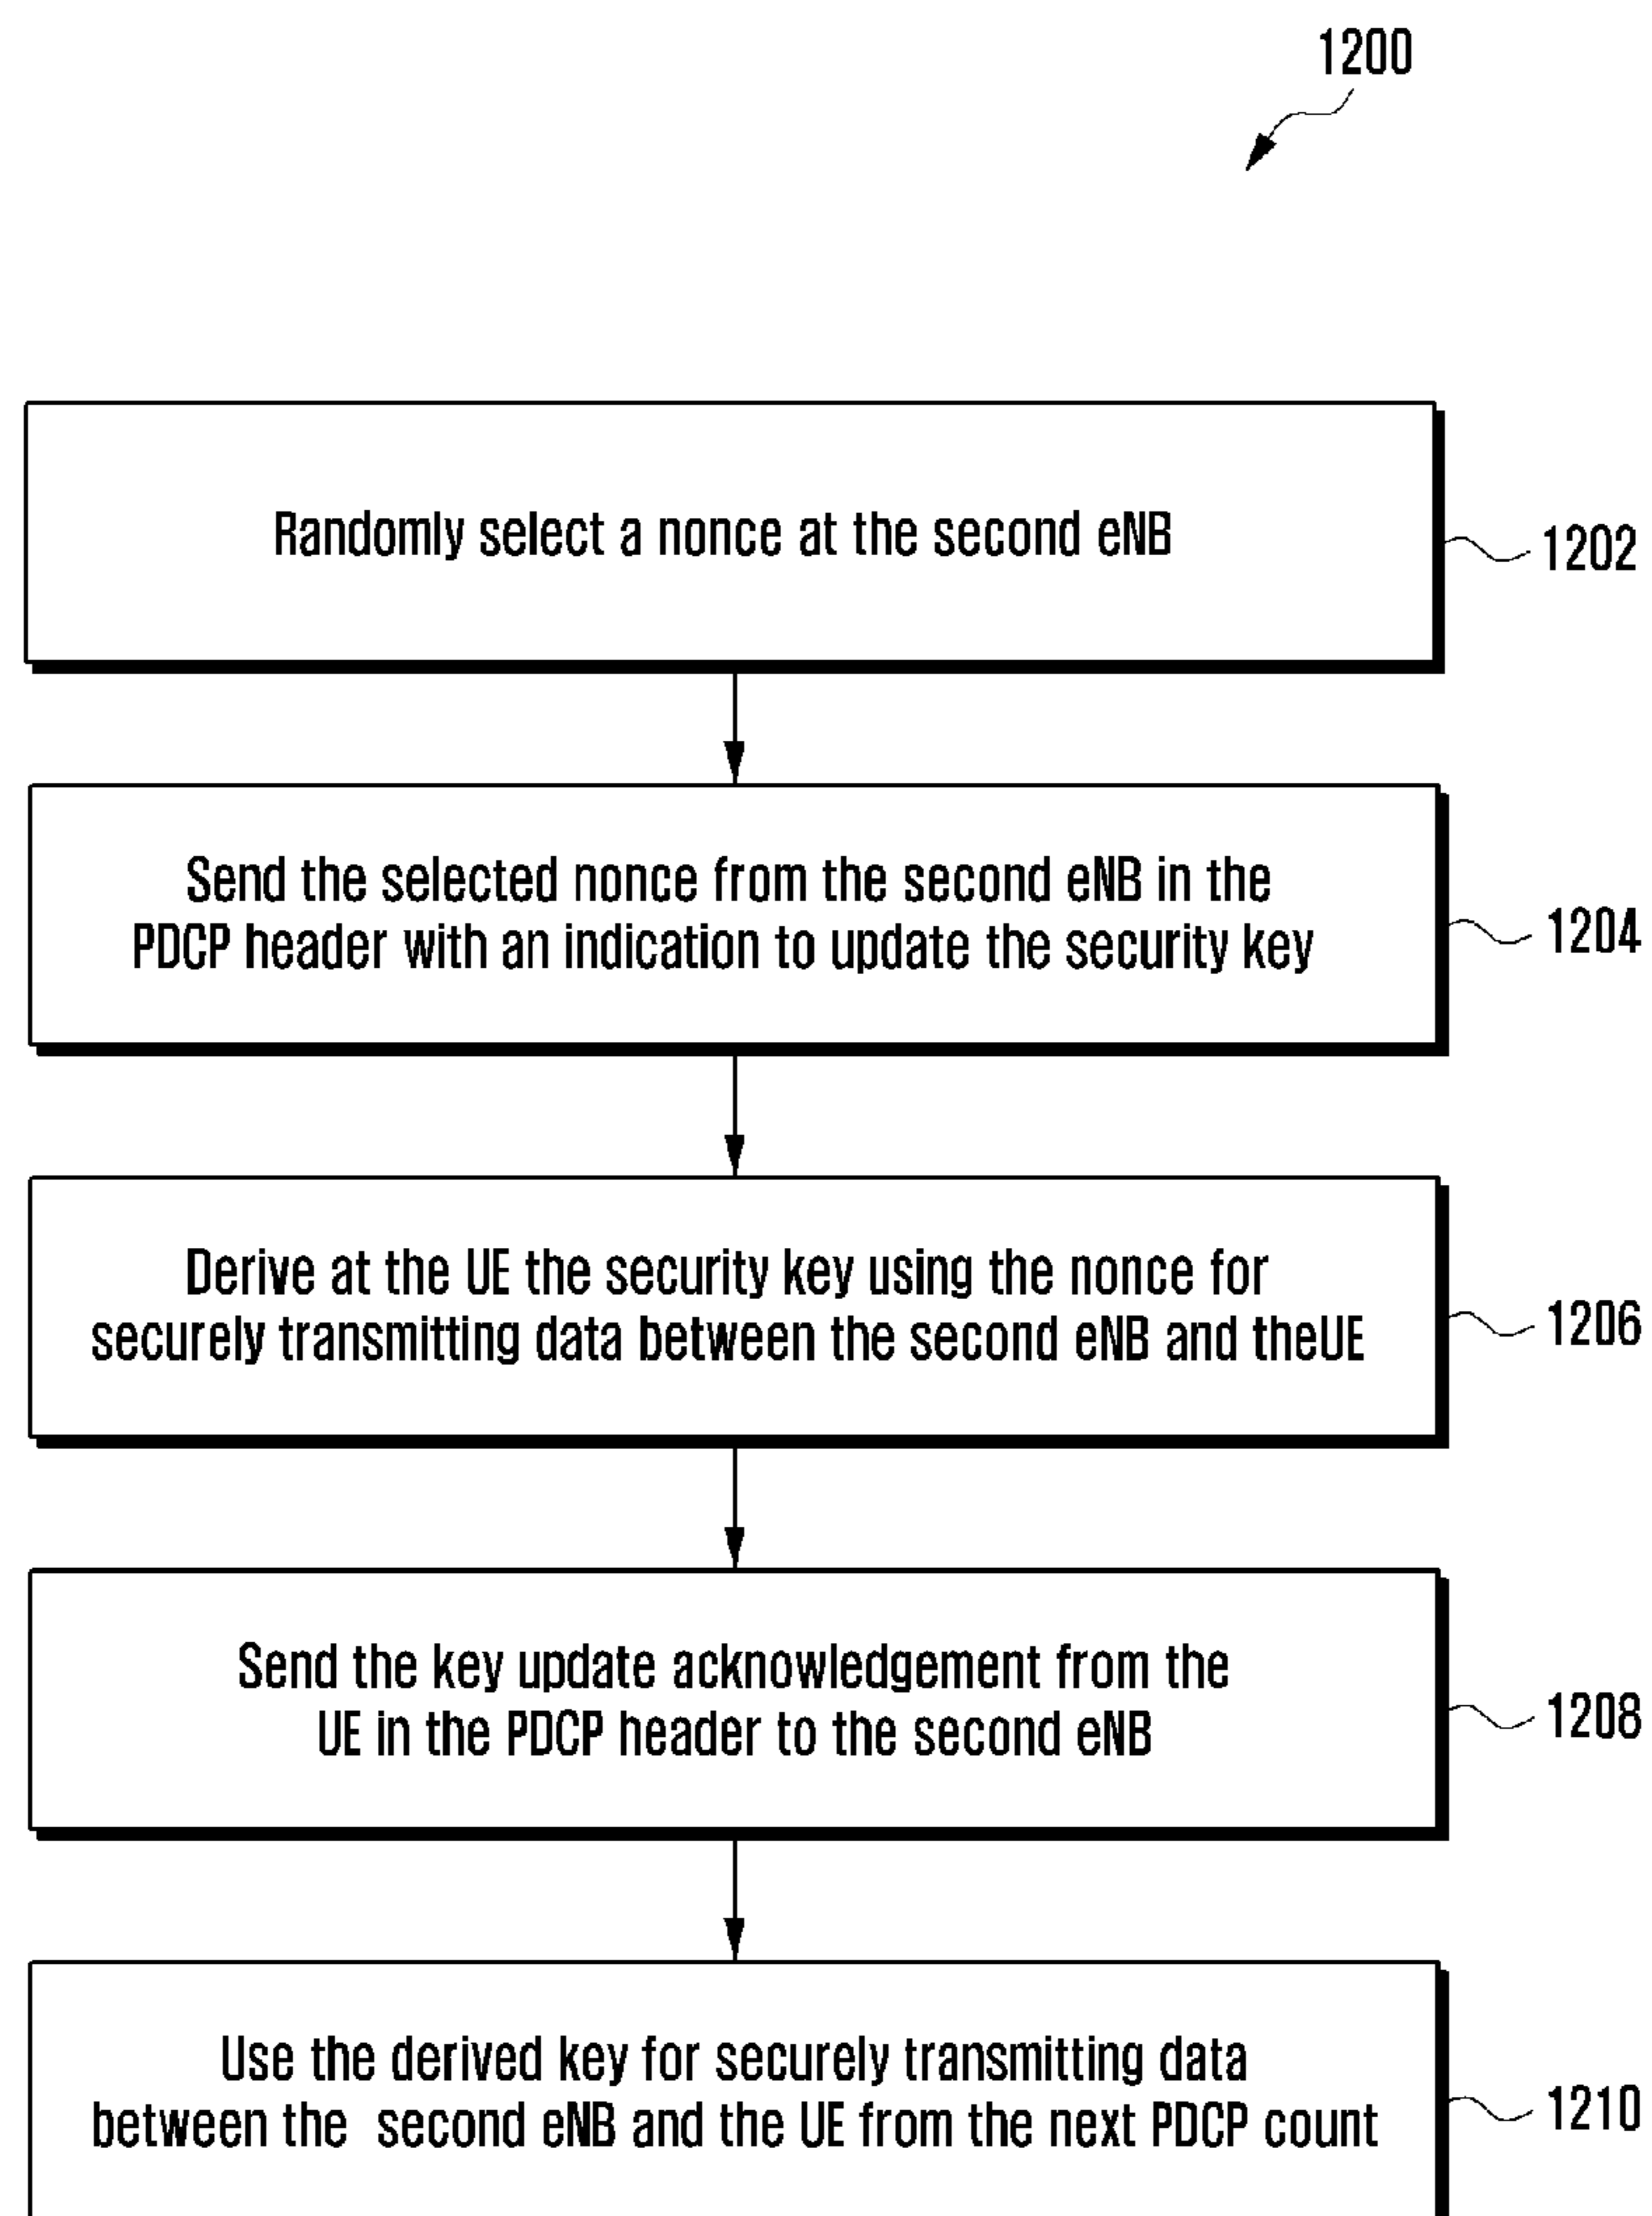 1200
Randomly select a nonce at the second eNB
1202
Send the selected nonce from the second eNB in the
PDCP header with an indication to update the security key
1204
Derive at the UE the security key using the nonce for
securely transmitting data between the second eNB and theUE
1206
Send the key update acknowledgement from the
UE in the PDCP header to the second eNB
1208
Use the derived key for securely transmitting data
between the second eNB and the UE from the next PDCP count
1210